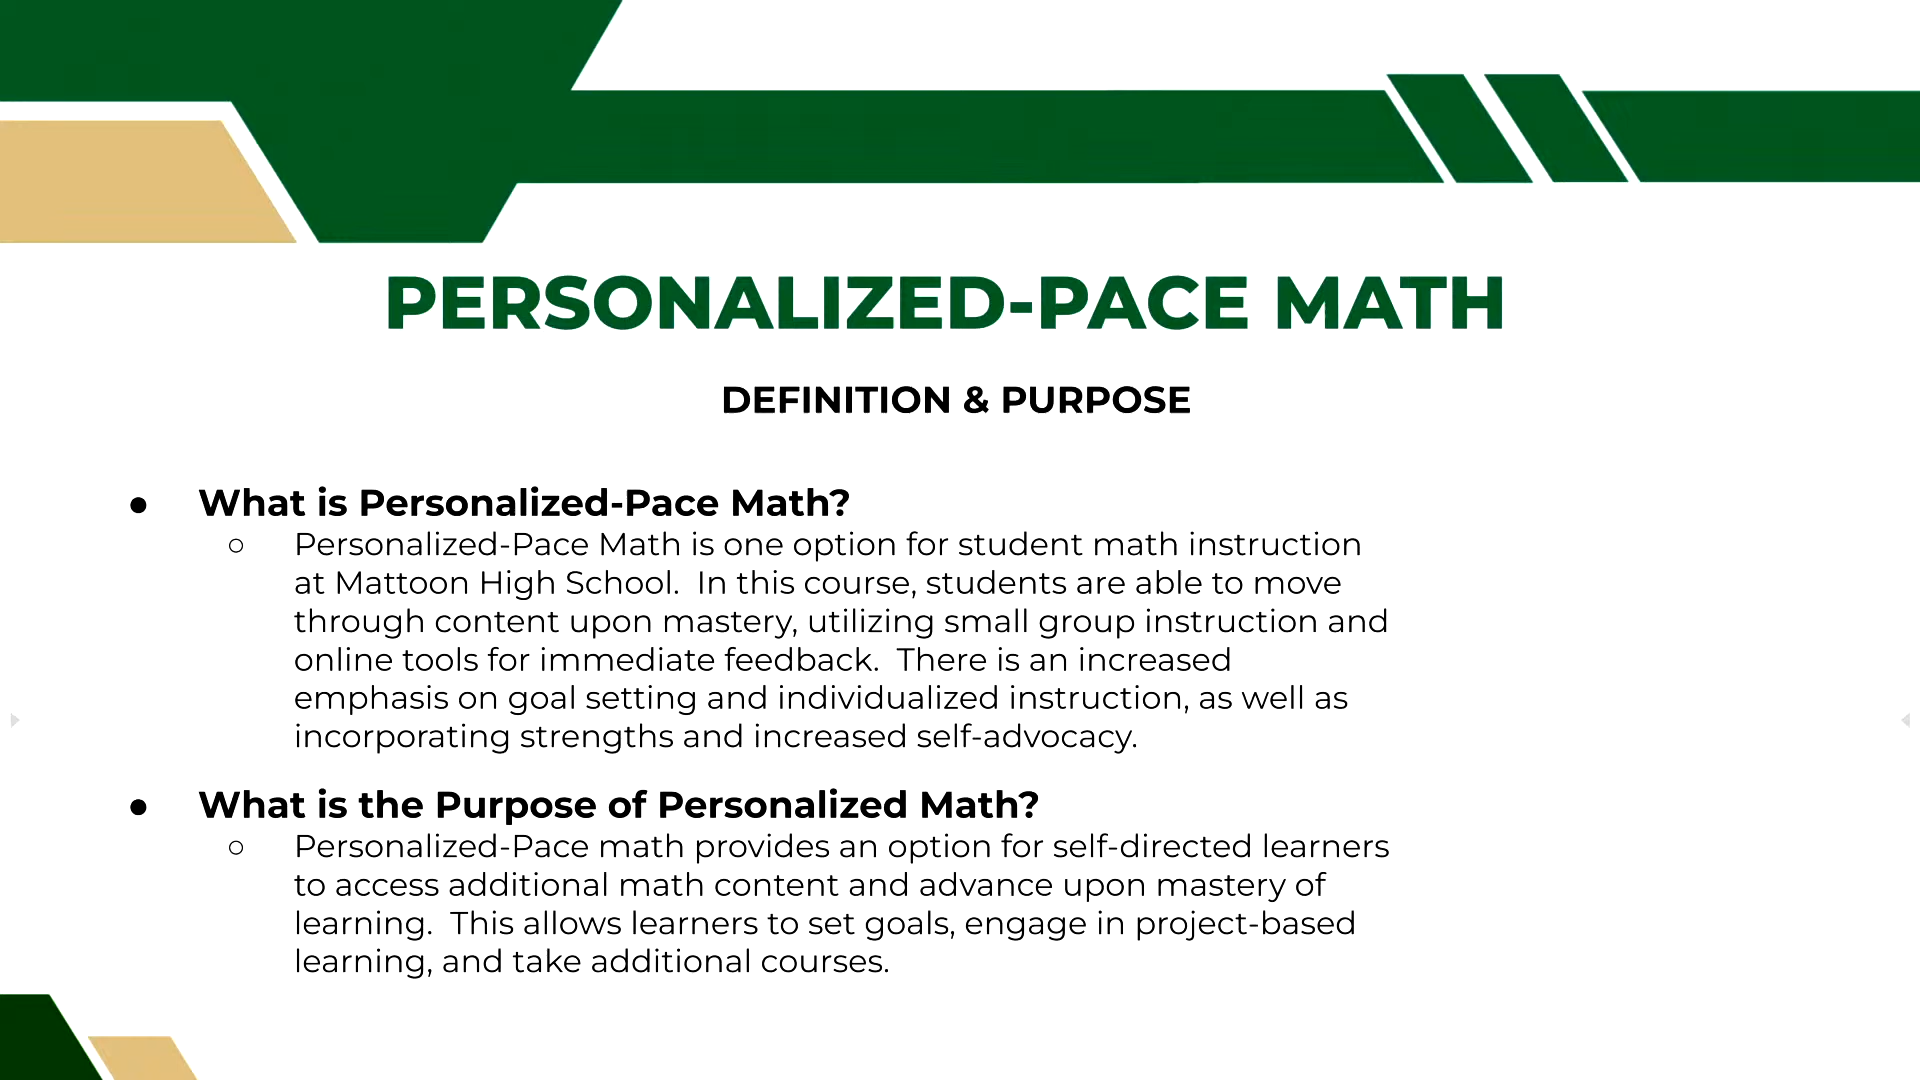 PERSONALIZED-PACE MATH
DEFINITION & PURPOSE
● What is Personalized-Pace Math?
○ Personalized-Pace Math is one option for student math instruction
at Mattoon High School.  In this course, students are able to move
through content upon mastery, utilizing small group instruction and
online tools for immediate feedback.  There is an increased
emphasis on goal setting and individualized instruction, as well as
incorporating strengths and increased self-advocacy.
● What is the Purpose of Personalized Math?
○ Personalized-Pace math provides an option for self-directed learners
to access additional math content and advance upon mastery of
learning.  This allows learners to set goals, engage in project-based
learning, and take additional courses.